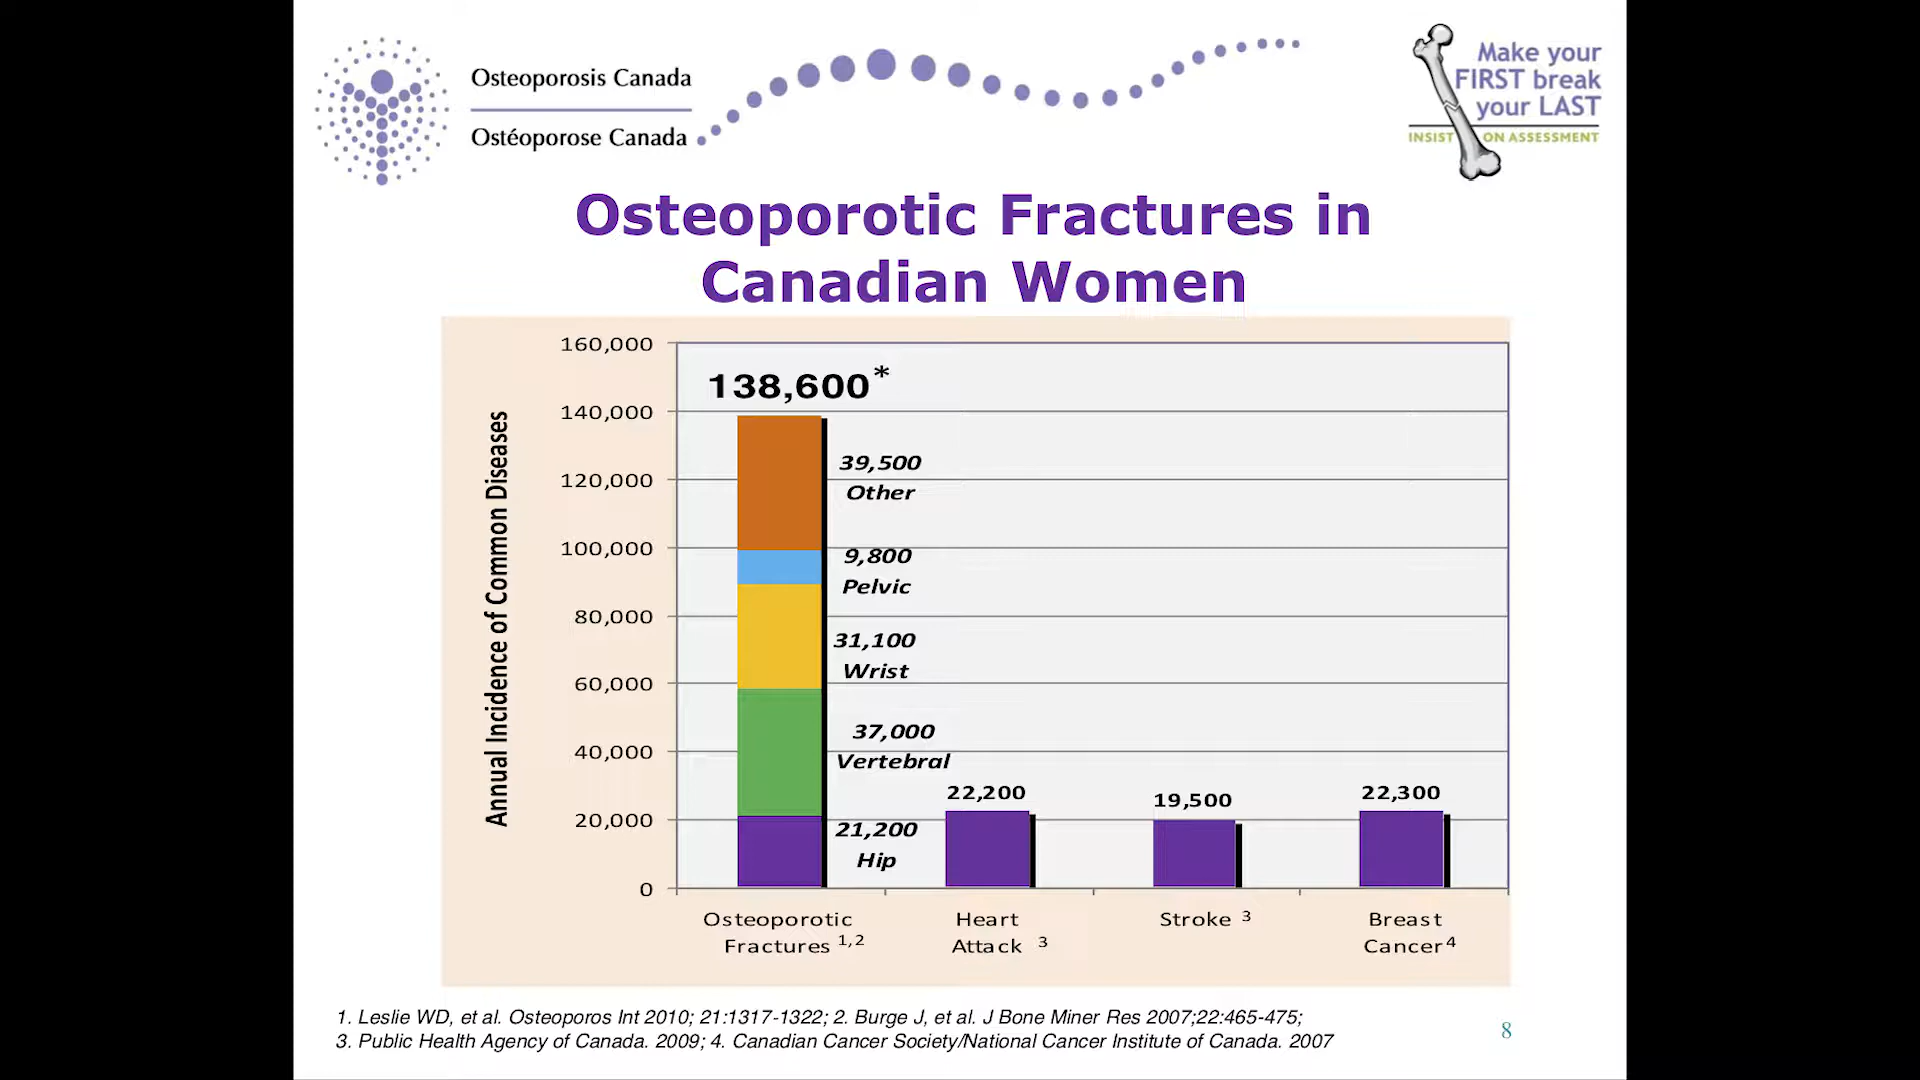 Osteoporosis Canada
Ostéoporose Canada
Make your
FIRST break
your LAST
INSIST ON ASSESSMENT
Osteoporotic Fractures in
Canadian Women
Annual Incidence of Common Diseases
160,000
140,000
120,000
100,000
80,000
60,000
40,000
20,000
0
138,600*
39,500
Other
9,800
Pelvic
31,100
Wrist
37,000
Vertebral
21,200
Hip
22,200
19,500
22,300
Osteoporotic
Fractures 1,2
Heart
Attack 3
Stroke 3
Breast
Cancer 4
1. Leslie WD, et al. Osteoporos Int 2010; 21:1317-1322; 2. Burge J, et al. J Bone Miner Res 2007;22:465-475;
3. Public Health Agency of Canada. 2009; 4. Canadian Cancer Society/National Cancer Institute of Canada. 2007
8